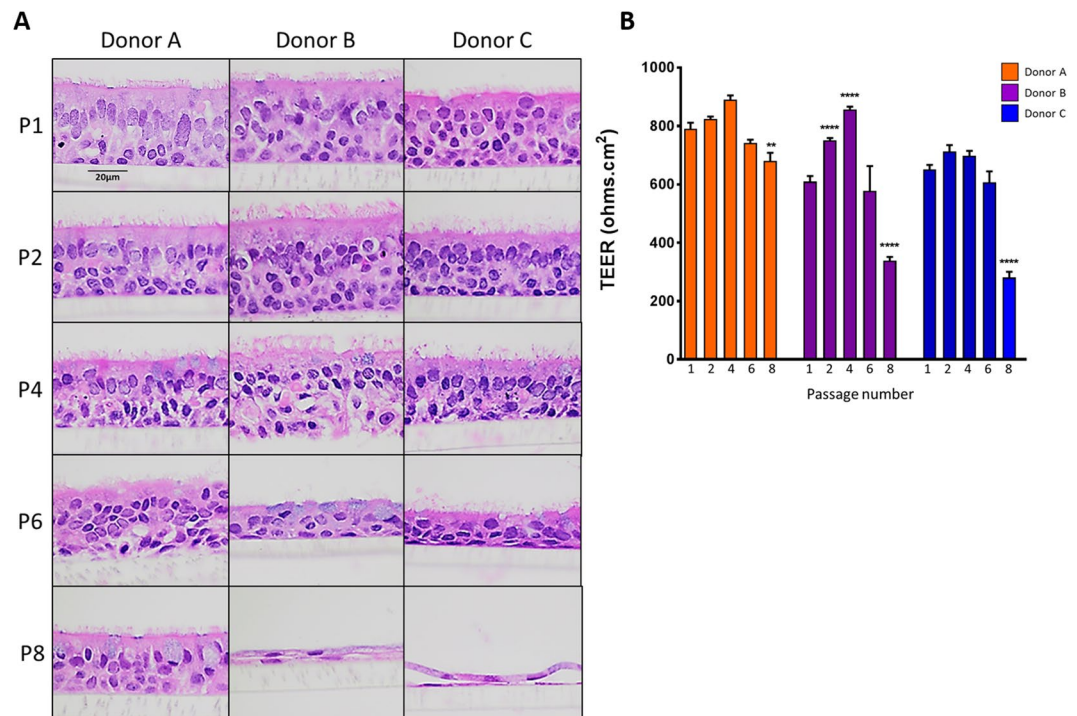 A
Donor A Donor B Donor C
P1
20μm
P2
P4
P6
P8
B
Donor A
Donor B
Donor C
TEER (ohms.cm²)
1000
800
600
400
200
0
**
**** **** ****
****
1 2 4 6 8 1 2 4 6 8 1 2 4 6 8
Passage number